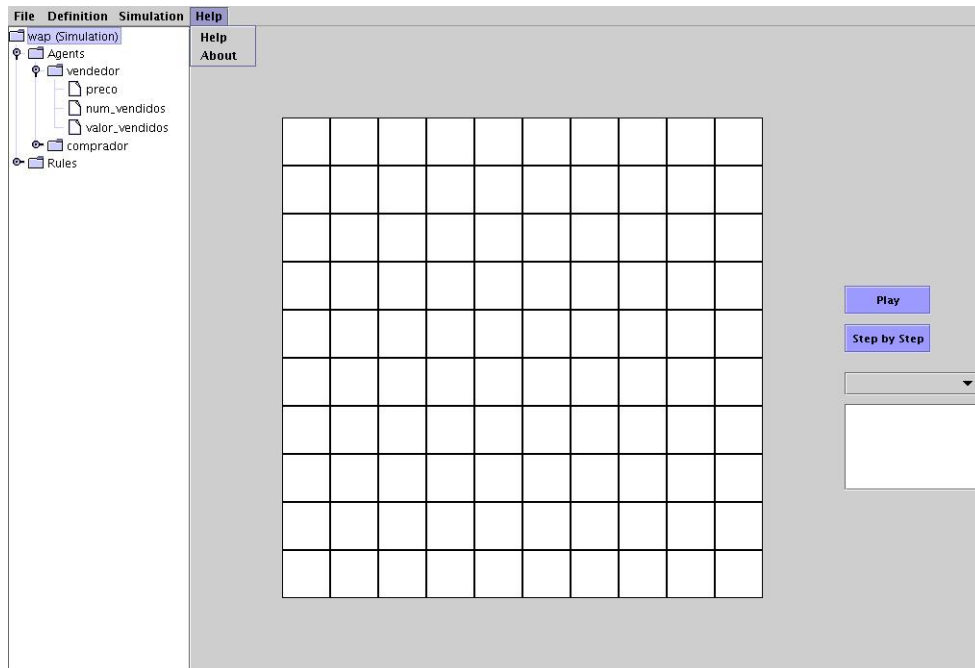 File Definition Simulation Help
wap (Simulation)
Agents
vendedor
preco
num_vendidos
valor_vendidos
comprador
Rules
Help
About
Play
Step by Step